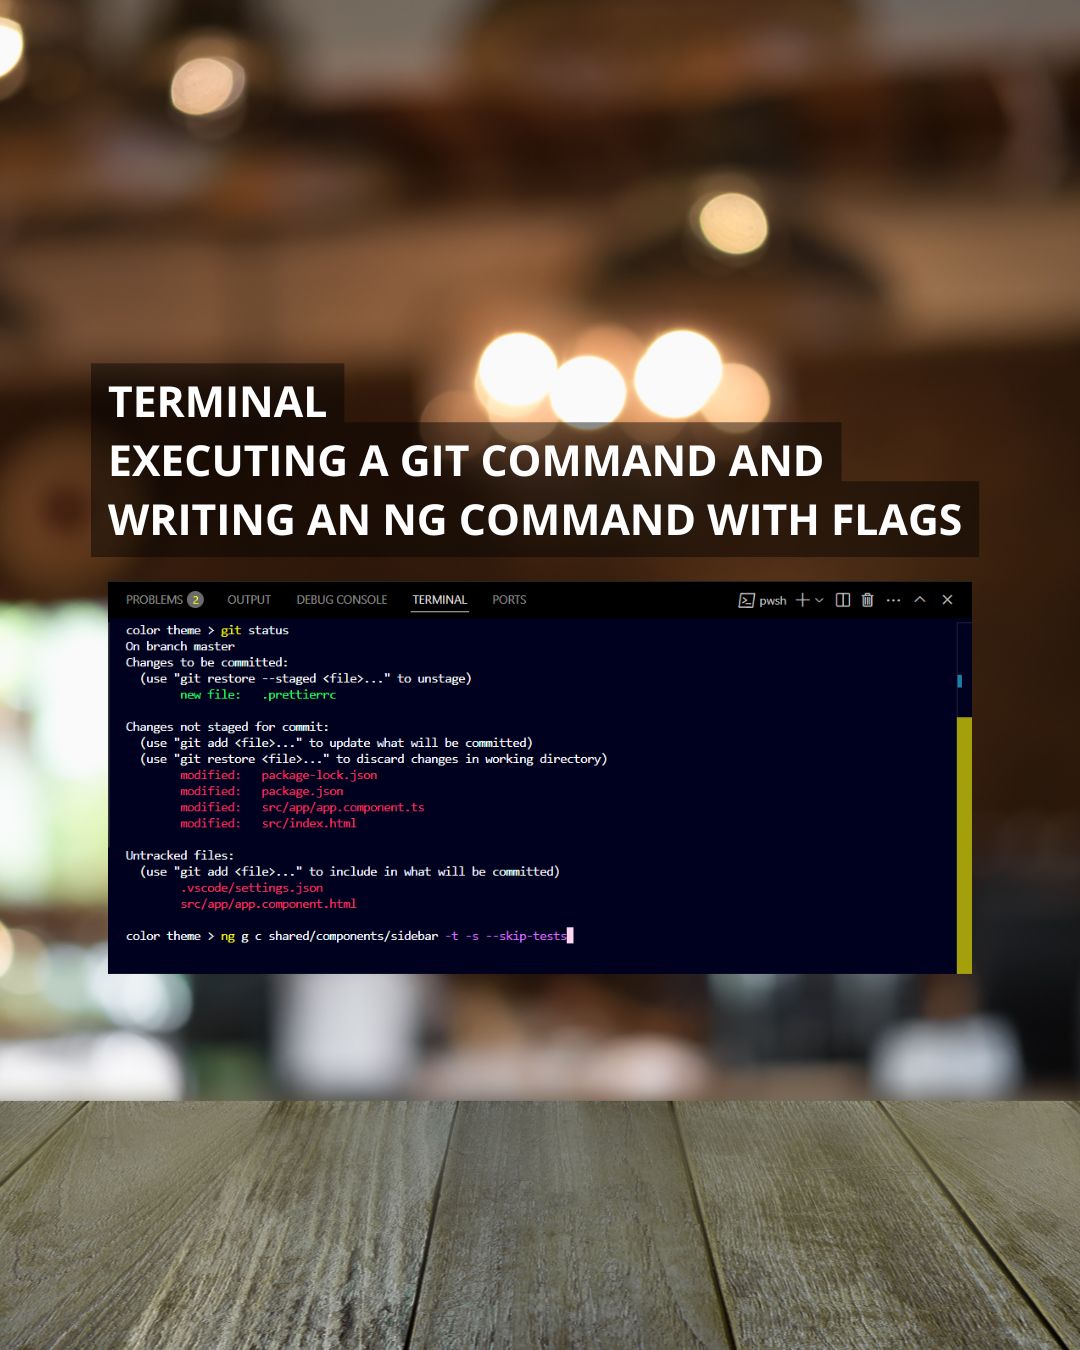 TERMINAL
EXECUTING A GIT COMMAND AND
WRITING AN NG COMMAND WITH FLAGS
PROBLEMS 2 OUTPUT DEBUG CONSOLE TERMINAL PORTS pwsh
color theme > git status
On branch master
Changes to be committed:
  (use "git restore --staged <file>..." to unstage)
        new file:   .prettierrc
Changes not staged for commit:
  (use "git add <file>..." to update what will be committed)
  (use "git restore <file>..." to discard changes in working directory)
        modified:   package-lock.json
        modified:   package.json
        modified:   src/app/app.component.ts
        modified:   src/index.html
Untracked files:
  (use "git add <file>..." to include in what will be committed)
        .vscode/settings.json
        src/app/app.component.html
color theme > ng g c shared/components/sidebar -t -s --skip-tests